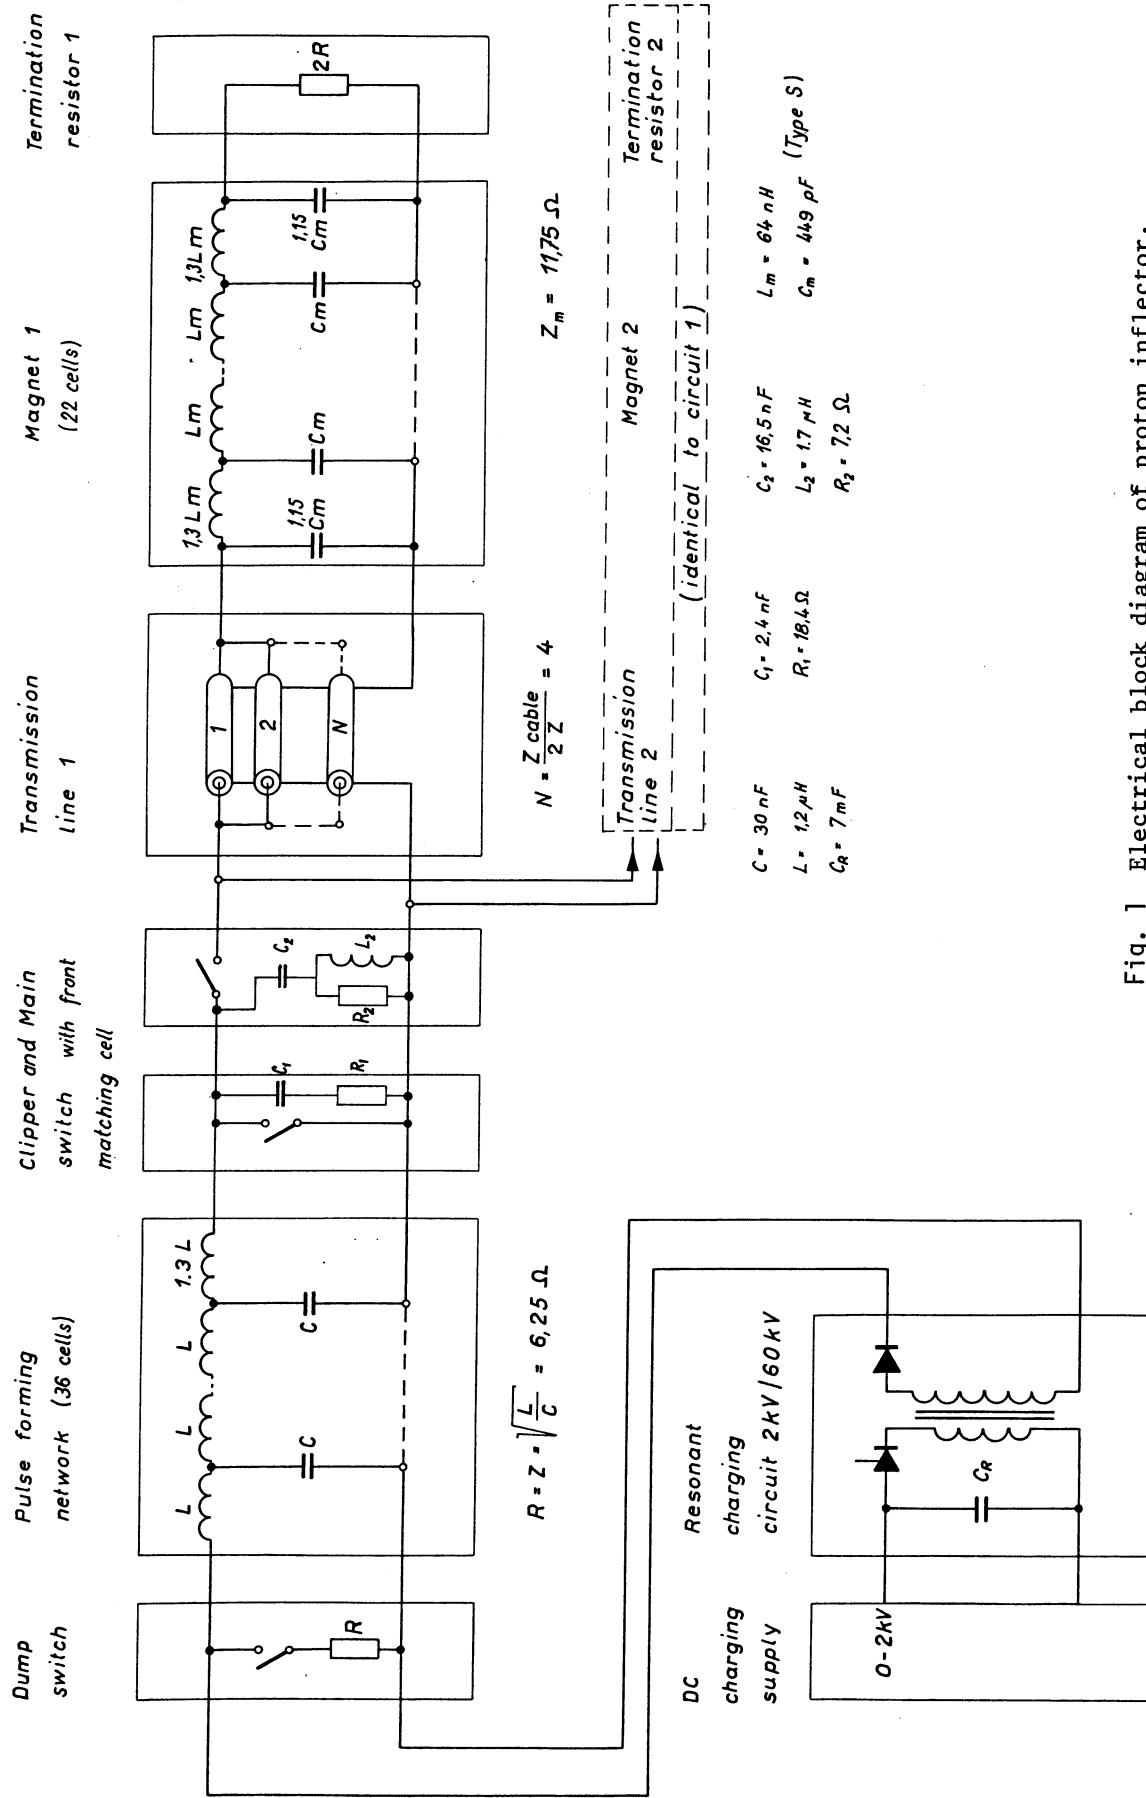 Dump
switch
Pulse forming
network (36 cells)
Clipper and Main
switch with front
matching cell
Transmission
line 1
Magnet 1
(22 cells)
Termination
resistor 1
R
L
L
L
1.3 L
C
C
C1
R1
C2
R2
L2
1
2
N
1,3 Lm
Lm
Lm
1,3Lm
1,15
Cm
Cm
Cm
1,15
Cm
2R
R = Z = √L/C = 6,25 Ω
N = Z cable / 2 Z = 4
Zm = 11,75 Ω
Transmission
line 2
Magnet 2
Termination
resistor 2
(identical to circuit 1)
DC
charging
supply
Resonant
charging
circuit 2kV/60kV
0-2kV
CR
C = 30 nF
L = 1,2 µH
CR = 7 mF
C1 = 2,4 nF
R1 = 18,4 Ω
C2 = 16,5 nF
L2 = 1.7 µH
R2 = 7,2 Ω
Lm = 64 nH
Cm = 449 pF (Type S)
Fig. 1 Electrical block diagram of proton inflector.